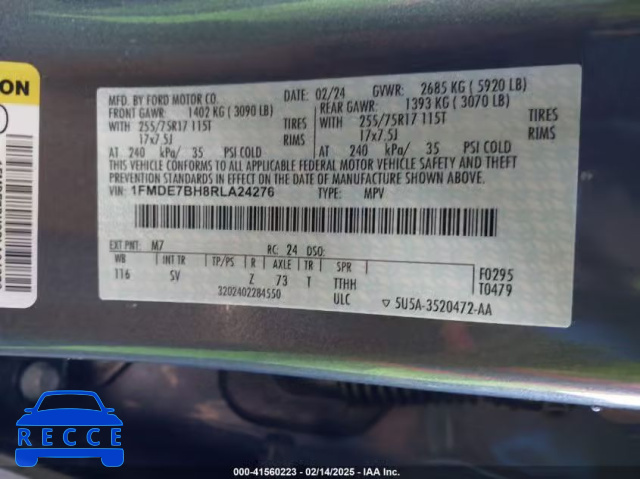 ON
MFD. BY FORD MOTOR CO.
DATE: 02/24 GVWR: 2685 KG ( 5920 LB)
FRONT GAWR: 1402 KG ( 3090 LB)
REAR GAWR: 1393 KG ( 3070 LB)
WITH 255/75R17 115T TIRES
WITH 255/75R17 115T TIRES
17x7.5J RIMS
17x7.5J RIMS
AT 240 kPa/ 35 PSI COLD
AT 240 kPa/ 35 PSI COLD
THIS VEHICLE CONFORMS TO ALL APPLICABLE FEDERAL MOTOR VEHICLE SAFETY AND THEFT
PREVENTION STANDARDS IN EFFECT ON THE DATE OF MANUFACTURE SHOWN ABOVE.
VIN: 1FMDE7BH8RLA24276 TYPE: MPV
EXT PNT: M7 RC: 24 DSO:
WB INT TR TP/PS R AXLE TR SPR
116 SV Z 73 T TTHH
3202402284550 ULC
F0295
T0479
5U5A-3520472-AA
RECCE
000-41560223 - 02/14/2025 - IAA Inc.